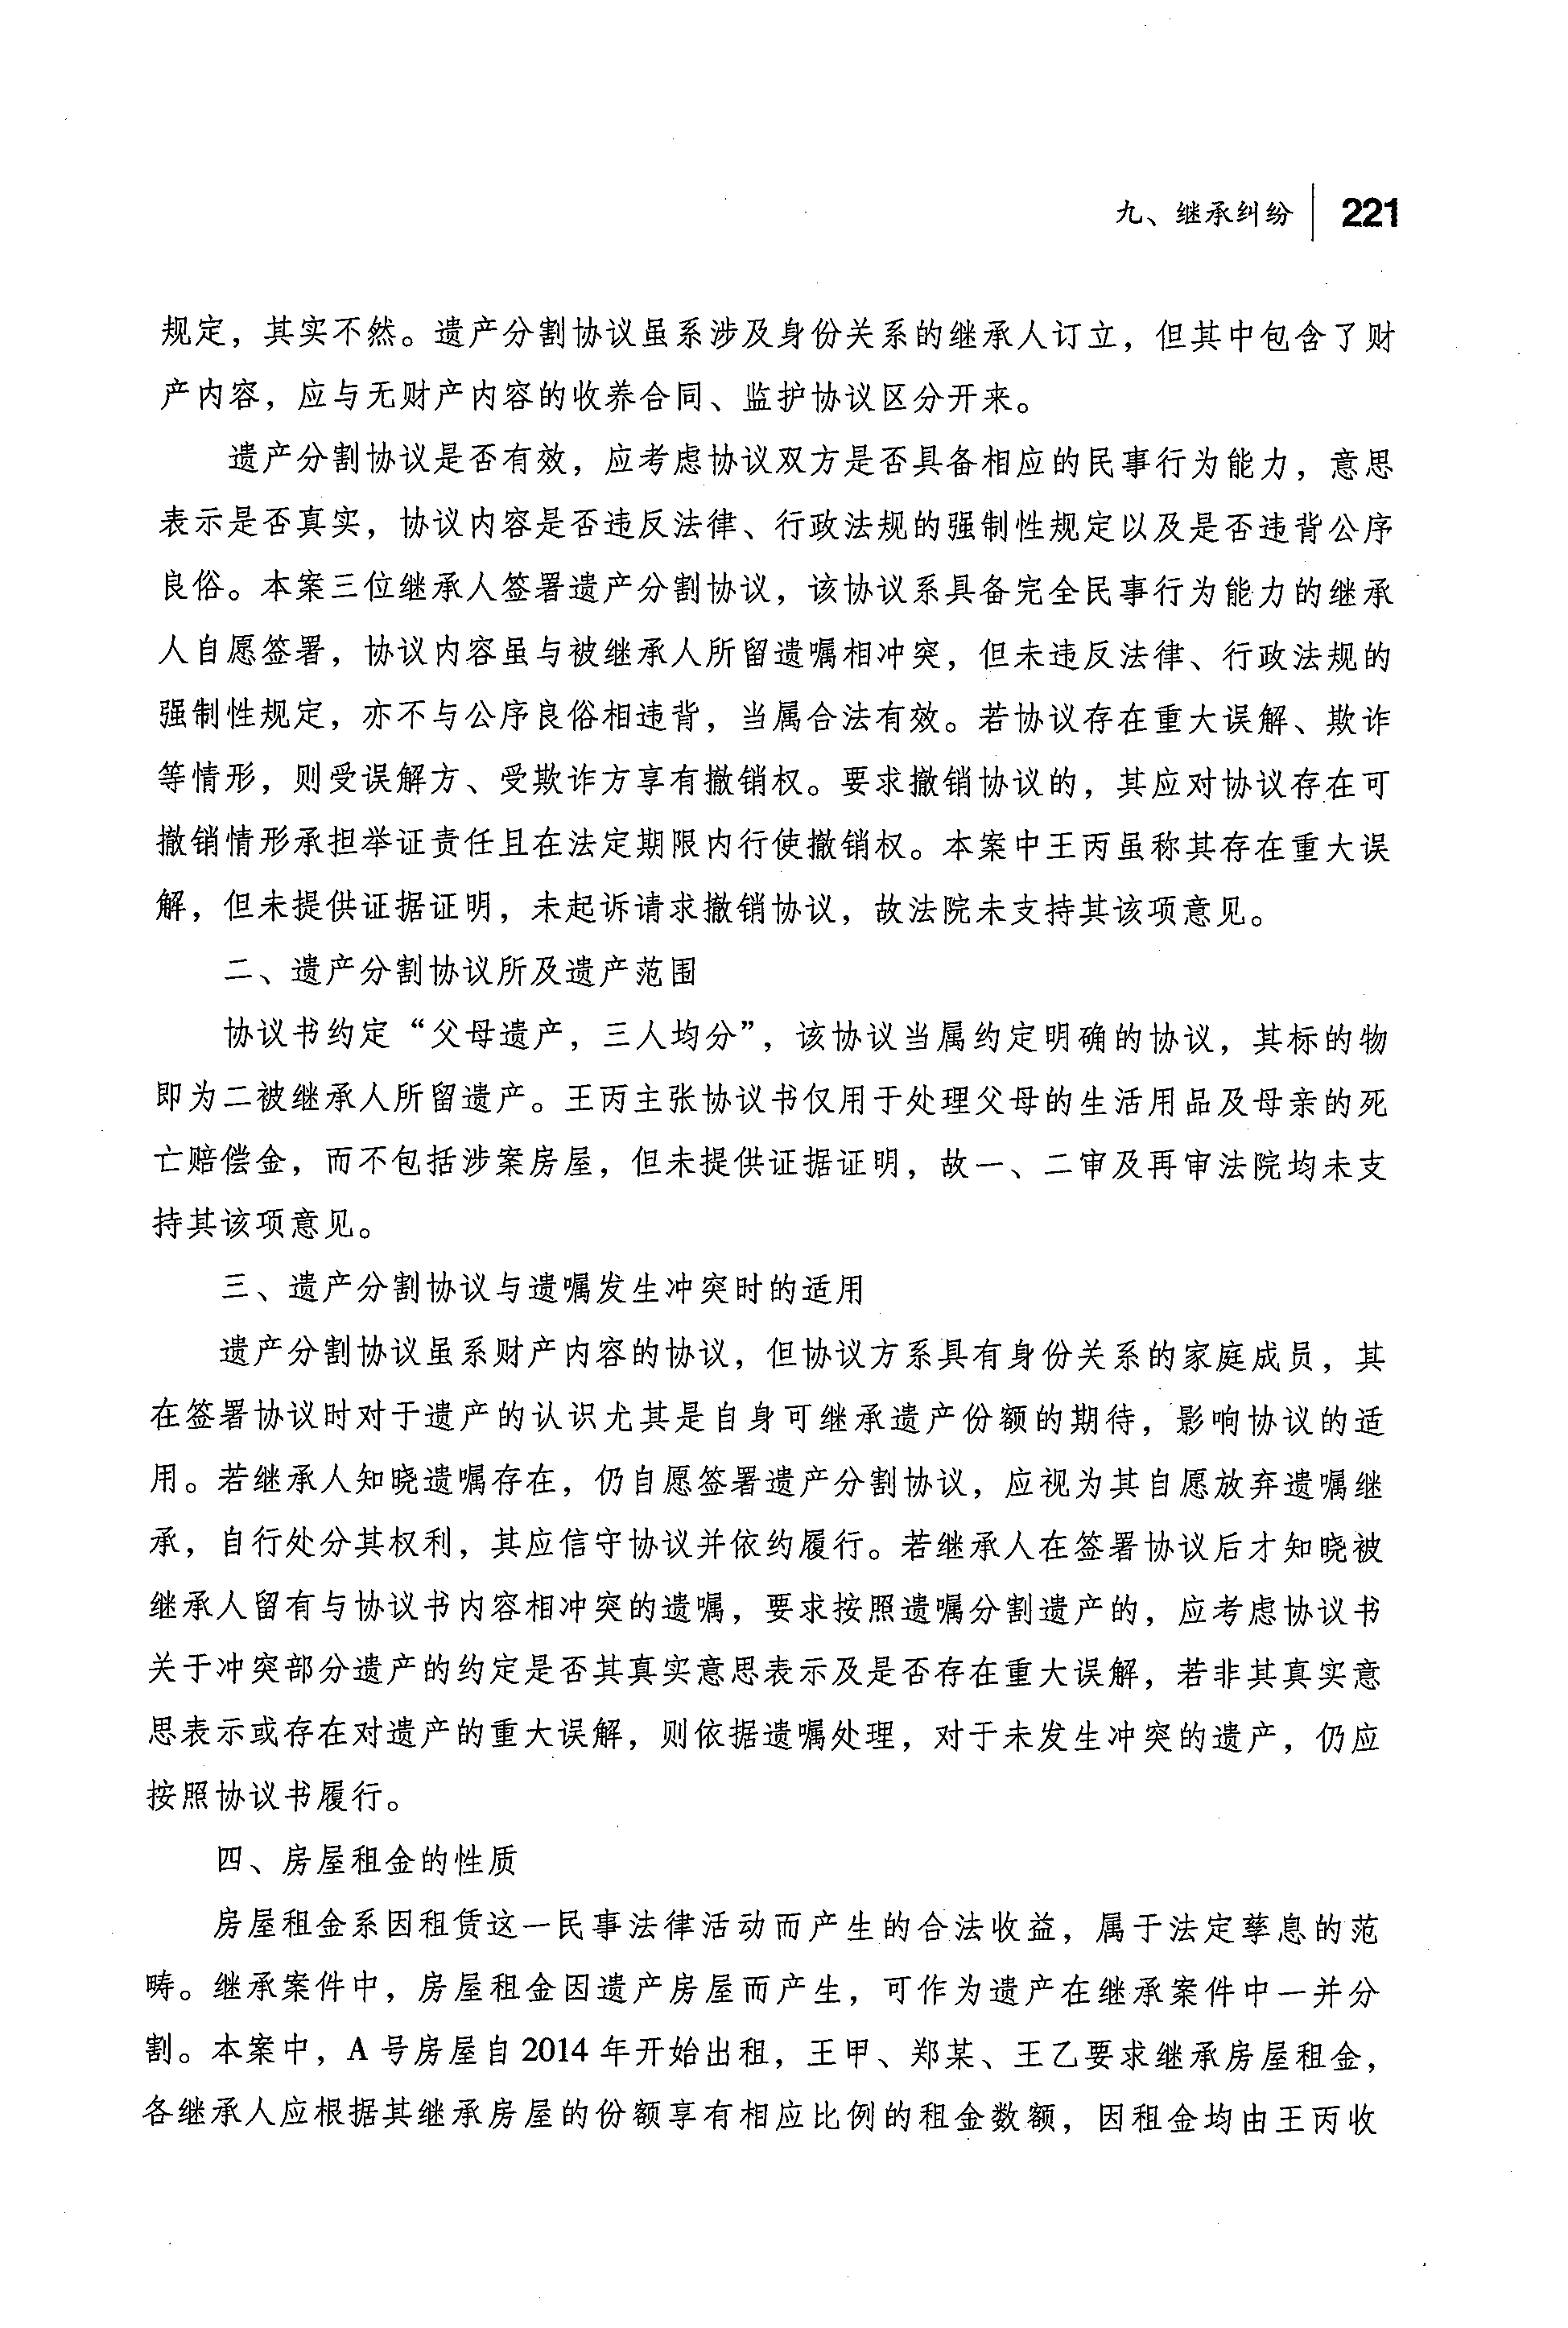 九、继承纠纷 221
规定，其实不然。遗产分割协议虽系涉及身份关系的继承人订立，但其中包含了财
产内容，应与无财产内容的收养合同、监护协议区分开来。
遗产分割协议是否有效，应考虑协议双方是否具备相应的民事行为能力，意思
表示是否真实，协议内容是否违反法律、行政法规的强制性规定以及是否违背公序
良俗。本案三位继承人签署遗产分割协议，该协议系具备完全民事行为能力的继承
人自愿签署，协议内容虽与被继承人所留遗嘱相冲突，但未违反法律、行政法规的
强制性规定，亦不与公序良俗相违背，当属合法有效。若协议存在重大误解、欺诈
等情形，则受误解方、受欺诈方享有撤销权。要求撤销协议的，其应对协议存在可
撤销情形承担举证责任且在法定期限内行使撤销权。本案中王丙虽称其存在重大误
解，但未提供证据证明，未起诉请求撤销协议，故法院未支持其该项意见。
二、遗产分割协议所及遗产范围
协议书约定“父母遗产，三人均分”，该协议当属约定明确的协议，其标的物
即为二被继承人所留遗产。王丙主张协议书仅用于处理父母的生活用品及母亲的死
亡赔偿金，而不包括涉案房屋，但未提供证据证明，故一、二审及再审法院均未支
持其该项意见。
三、遗产分割协议与遗嘱发生冲突时的适用
遗产分割协议虽系财产内容的协议，但协议方系具有身份关系的家庭成员，其
在签署协议时对于遗产的认识尤其是自身可继承遗产份额的期待，影响协议的适
用。若继承人知晓遗嘱存在，仍自愿签署遗产分割协议，应视为其自愿放弃遗嘱继
承，自行处分其权利，其应信守协议并依约履行。若继承人在签署协议后才知晓被
继承人留有与协议书内容相冲突的遗嘱，要求按照遗嘱分割遗产的，应考虑协议书
关于冲突部分遗产的约定是否其真实意思表示及是否存在重大误解，若非其真实意
思表示或存在对遗产的重大误解，则依据遗嘱处理，对于未发生冲突的遗产，仍应
按照协议书履行。
四、房屋租金的性质
房屋租金系因租赁这一民事法律活动而产生的合法收益，属于法定孳息的范
畴。继承案件中，房屋租金因遗产房屋而产生，可作为遗产在继承案件中一并分
割。本案中，A 号房屋自 2014 年开始出租，王甲、郑某、王乙要求继承房屋租金，
各继承人应根据其继承房屋的份额享有相应比例的租金数额，因租金均由王丙收